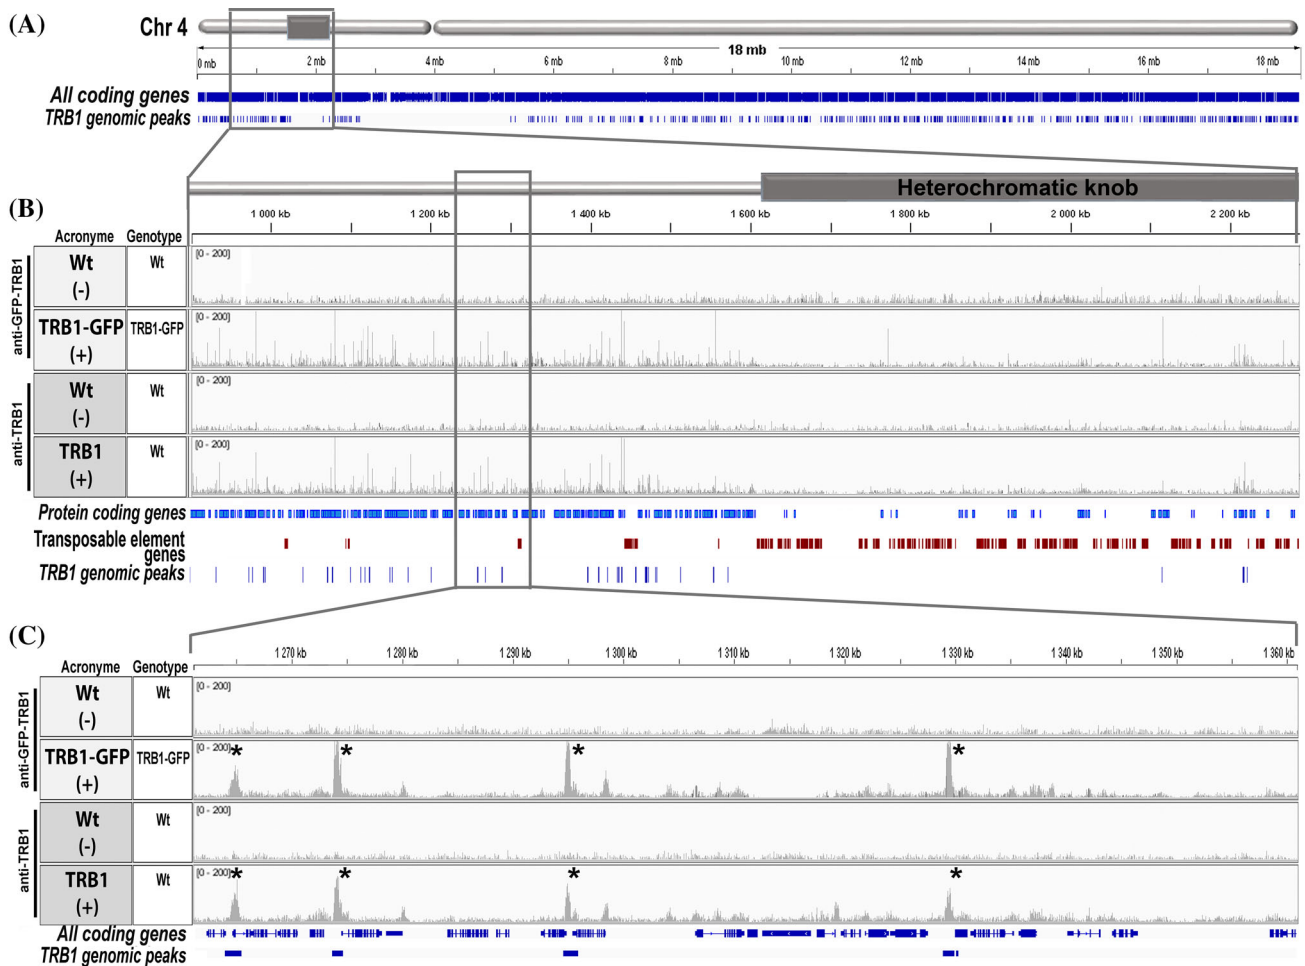 (A)
Chr 4
18 mb
0 mb 2 mb 4 mb 6 mb 8 mb 10 mb 12 mb 14 mb 16 mb 18 mb
All coding genes
TRB1 genomic peaks
Heterochromatic knob
(B)
1 000 kb 1 200 kb 1 400 kb 1 600 kb 1 800 kb 2 000 kb 2 200 kb
Acronyme Genotype
anti-GFP-TRB1
Wt
(-)
Wt
[0 - 200]
TRB1-GFP
(+)
TRB1-GFP
[0 - 200]
anti-TRB1
Wt
(-)
Wt
[0 - 200]
TRB1
(+)
Wt
[0 - 200]
Protein coding genes
Transposable element
genes
TRB1 genomic peaks
(C)
1 270 kb 1 280 kb 1 290 kb 1 300 kb 1 310 kb 1 320 kb 1 330 kb 1 340 kb 1 350 kb 1 360 kb
Acronyme Genotype
anti-GFP-TRB1
Wt
(-)
Wt
[0 - 200]
TRB1-GFP
(+)
TRB1-GFP
[0 - 200]
* * * *
anti-TRB1
Wt
(-)
Wt
[0 - 200]
TRB1
(+)
Wt
[0 - 200]
* * * *
All coding genes
TRB1 genomic peaks